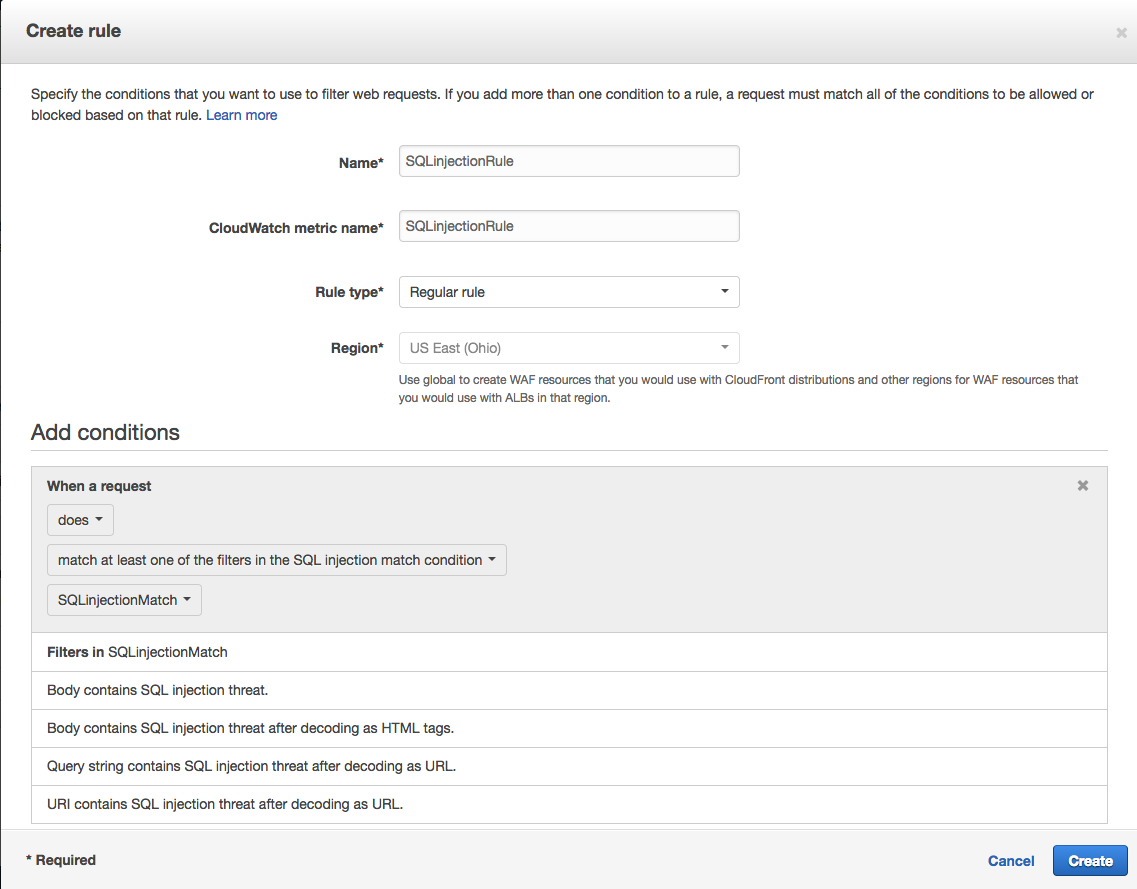 Create rule
Specify the conditions that you want to use to filter web requests. If you add more than one condition to a rule, a request must match all of the conditions to be allowed or
blocked based on that rule. Learn more
Name* SQLinjectionRule
CloudWatch metric name* SQLinjectionRule
Rule type* Regular rule
Region* US East (Ohio)
Use global to create WAF resources that you would use with CloudFront distributions and other regions for WAF resources that
you would use with ALBs in that region.
Add conditions
When a request
does
match at least one of the filters in the SQL injection match condition
SQLinjectionMatch
Filters in SQLinjectionMatch
Body contains SQL injection threat.
Body contains SQL injection threat after decoding as HTML tags.
Query string contains SQL injection threat after decoding as URL.
URI contains SQL injection threat after decoding as URL.
* Required
Cancel
Create